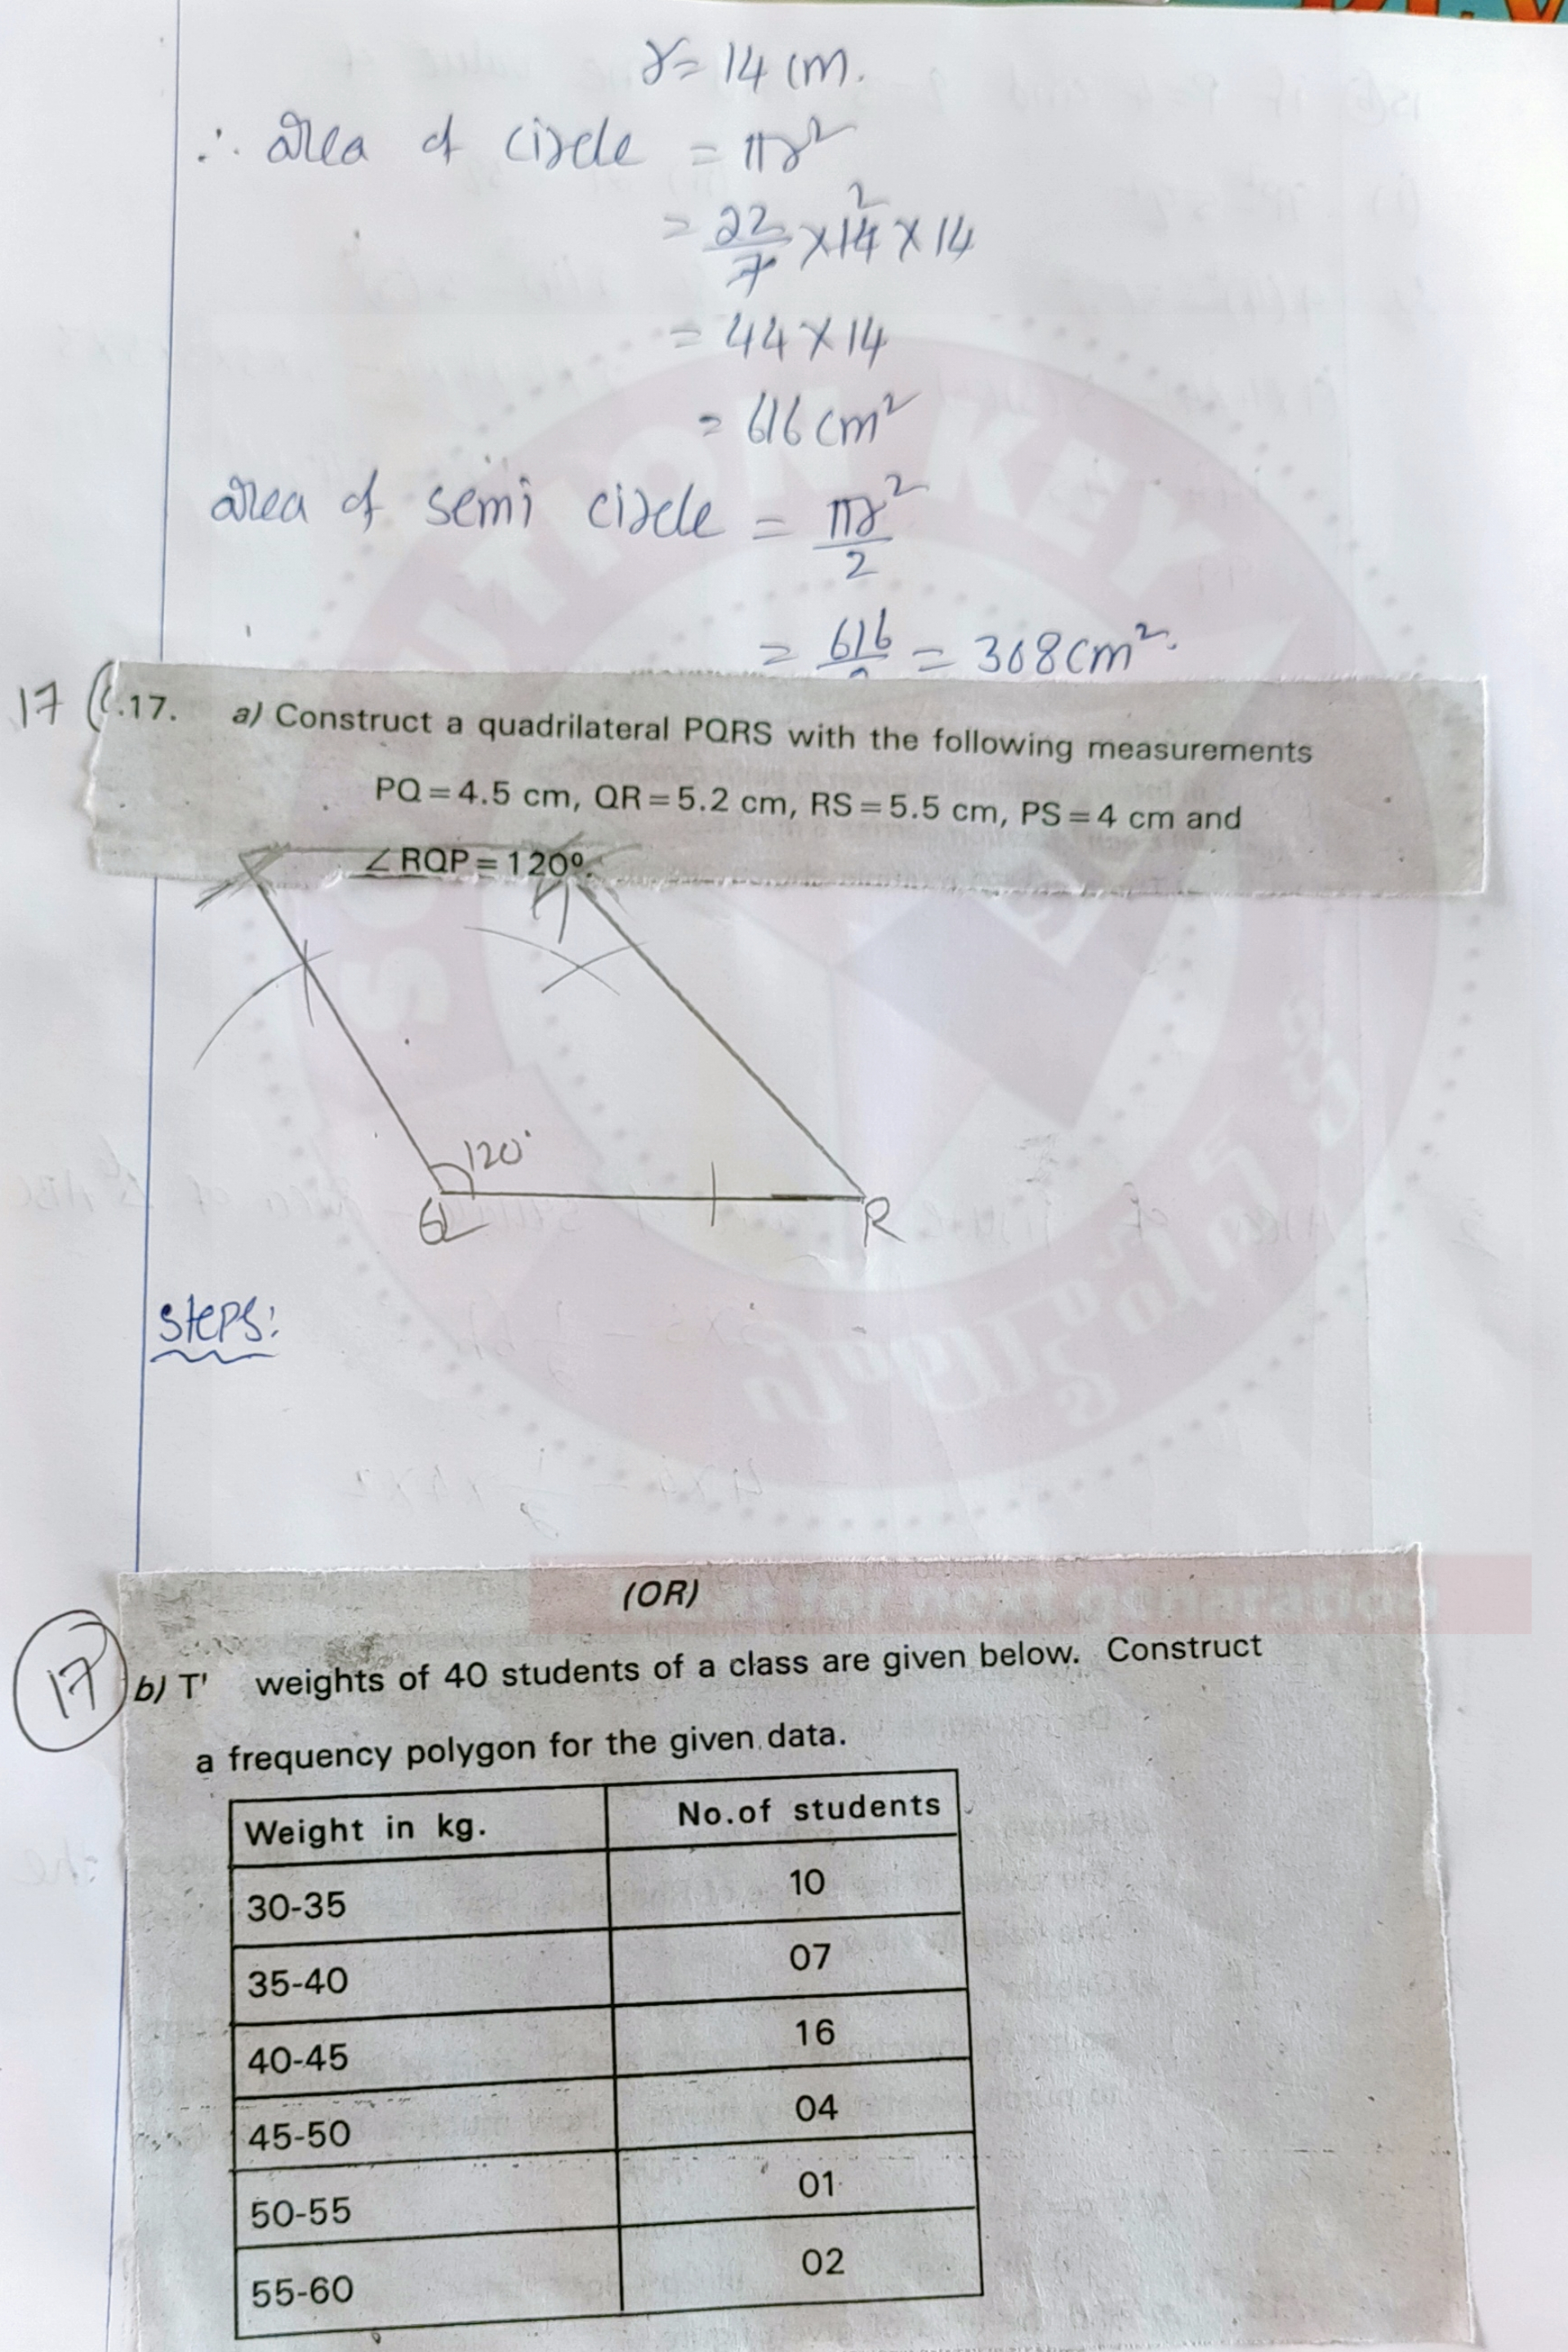 r = 14 cm.
∴ area of circle = πr²
= 22/7 × 14 × 14
2
= 44 × 14
= 616 cm²
area of semi circle = πr²/2
= 616/ = 308 cm².
17 .17. a) Construct a quadrilateral PQRS with the following measurements
PQ = 4.5 cm, QR = 5.2 cm, RS = 5.5 cm, PS = 4 cm and
∠ RQP = 120º.
120°
Q R
Steps:
(OR)
17 b) T' weights of 40 students of a class are given below. Construct
a frequency polygon for the given data.
Weight in kg. No.of students
30-35 10
35-40 07
40-45 16
45-50 04
50-55 01
55-60 02
SOLUTION KEY